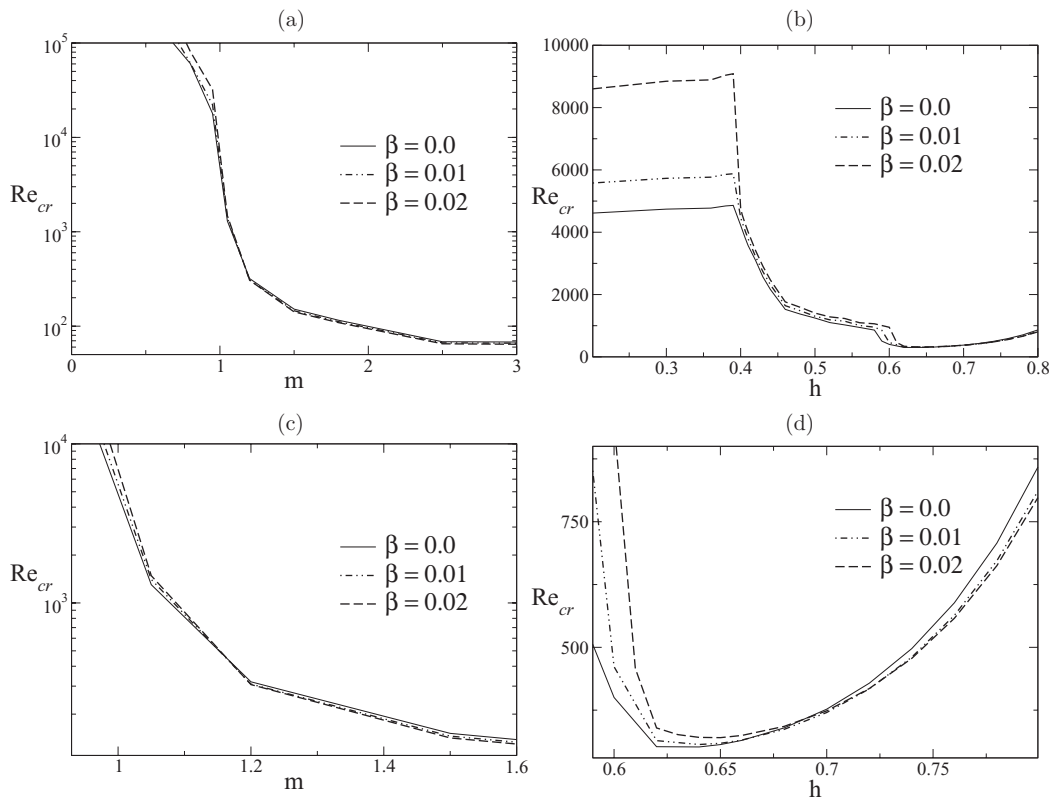 (a)
10^5
10^4
Re_cr
10^3
10^2
β = 0.0
β = 0.01
β = 0.02
0
1
2
3
m
(b)
10000
8000
6000
Re_cr
4000
2000
0
β = 0.0
β = 0.01
β = 0.02
0.3
0.4
0.5
0.6
0.7
0.8
h
(c)
10^4
Re_cr
10^3
β = 0.0
β = 0.01
β = 0.02
1
1.2
1.4
1.6
m
(d)
750
Re_cr
500
β = 0.0
β = 0.01
β = 0.02
0.6
0.65
0.7
0.75
h